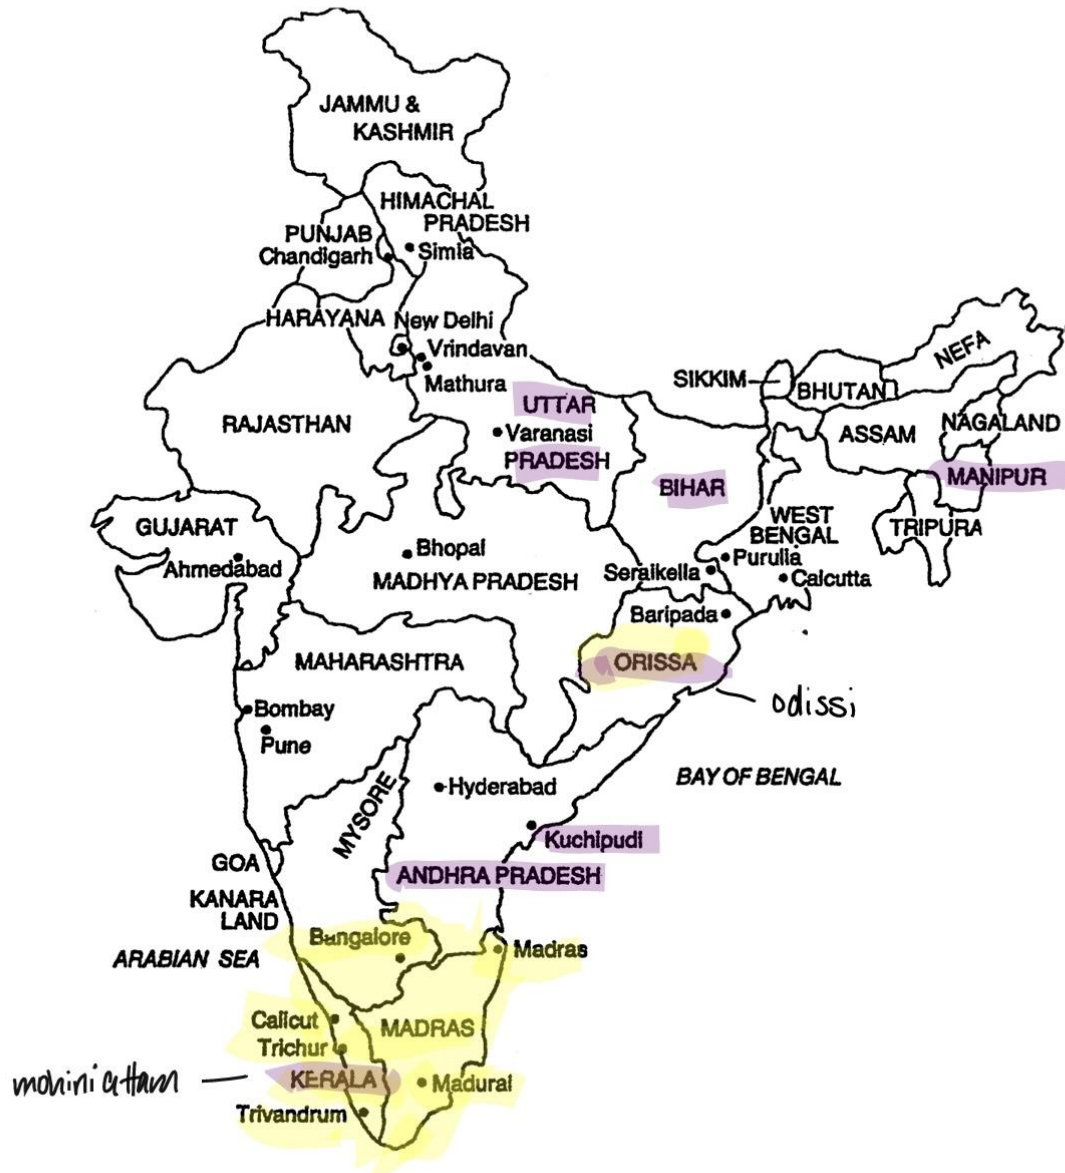 JAMMU &
KASHMIR
HIMACHAL
PRADESH
PUNJAB
Chandigarh
Simla
HARAYANA
New Delhi
Vrindavan
Mathura
UTTAR
Varanasi
PRADESH
RAJASTHAN
SIKKIM
BHUTAN
NEFA
ASSAM
NAGALAND
MANIPUR
BIHAR
WEST
BENGAL
TRIPURA
GUJARAT
Ahmedabad
Bhopal
MADHYA PRADESH
Seraikella
Purulia
Calcutta
Baripada
MAHARASHTRA
ORISSA
odissi
Bombay
Pune
BAY OF BENGAL
Hyderabad
MYSORE
Kuchipudi
GOA
ANDHRA PRADESH
KANARA
LAND
Bangalore
ARABIAN SEA
Madras
Calicut
MADRAS
Trichur
mohiniattam
KERALA
Madurai
Trivandrum